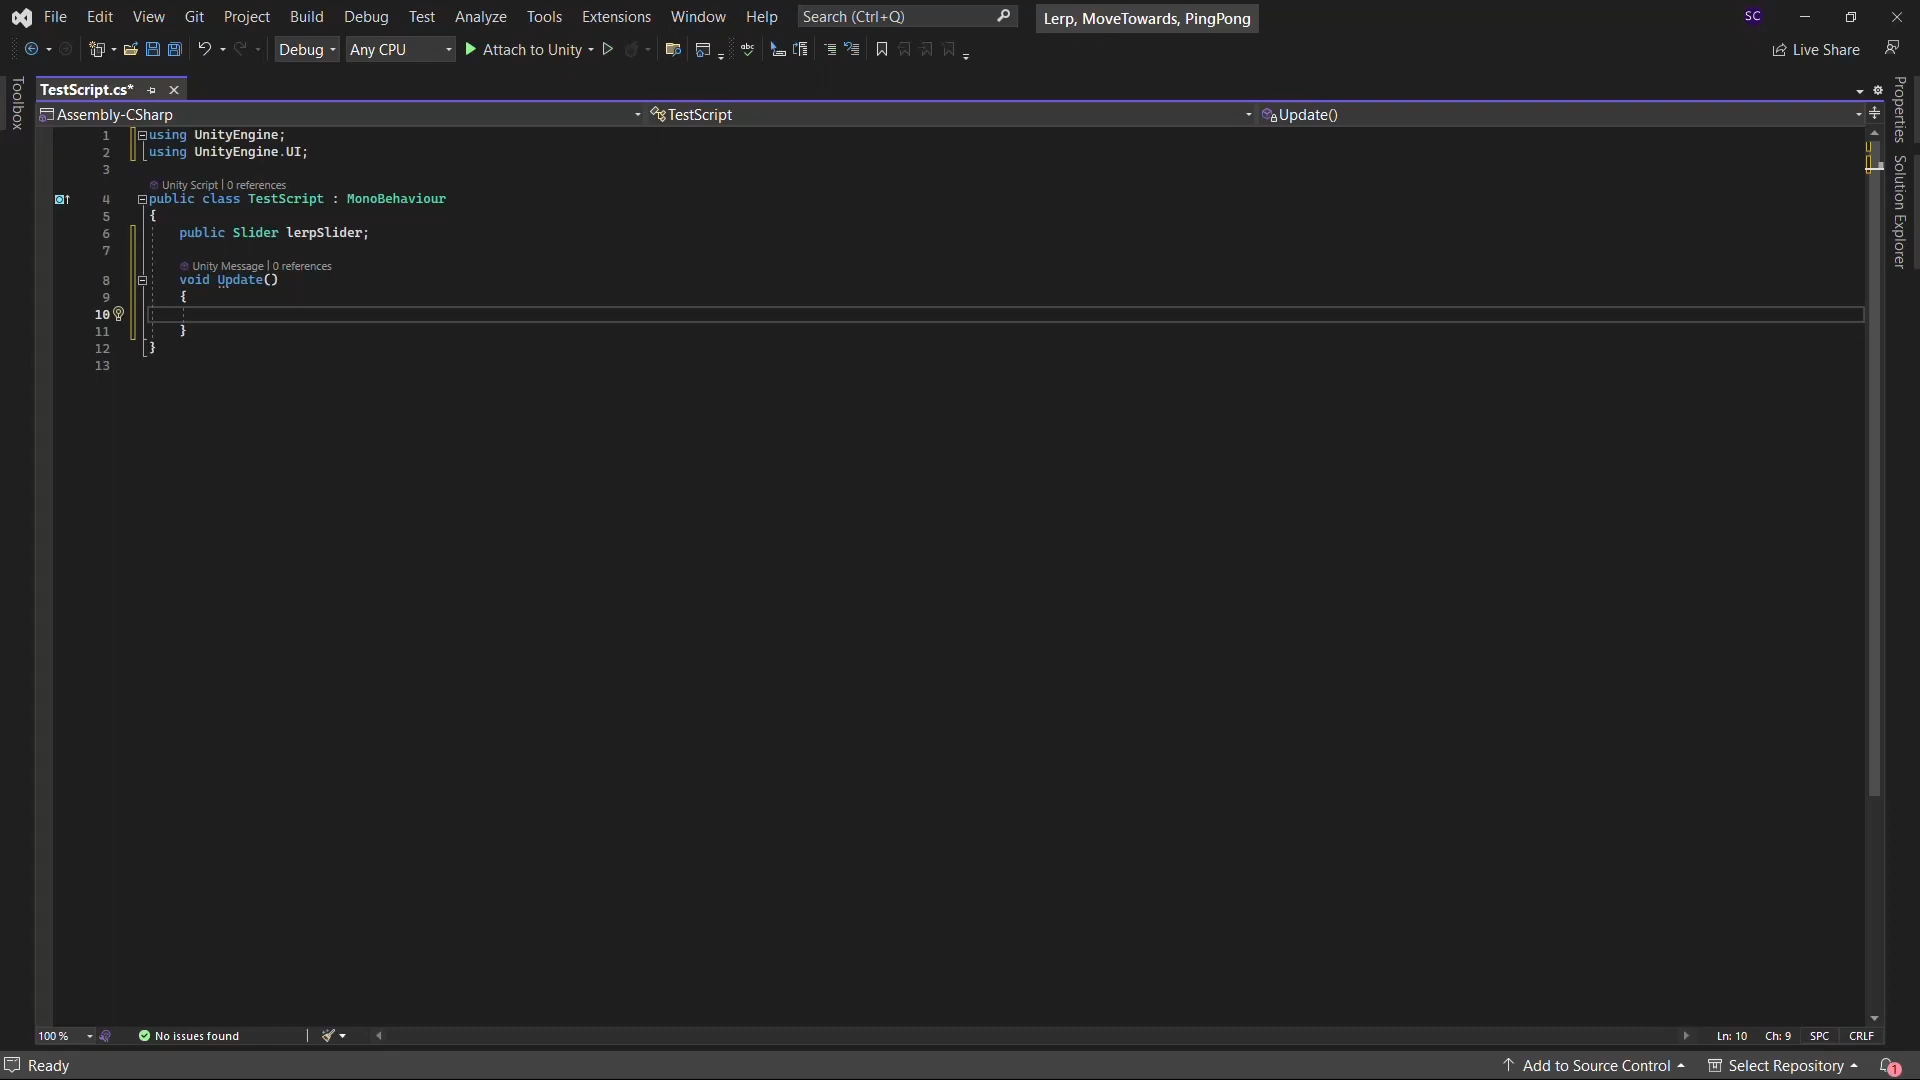 File Edit View Git Project Build Debug Test Analyze Tools Extensions Window Help Search (Ctrl+Q) Lerp, MoveTowards, PingPong SC
Debug Any CPU Attach to Unity Live Share
Toolbox
TestScript.cs*
Assembly-CSharp TestScript Update()
1 using UnityEngine;
2 using UnityEngine.UI;
3
Unity Script | 0 references
4 public class TestScript : MonoBehaviour
5 {
6 public Slider lerpSlider;
7
Unity Message | 0 references
8 void Update()
9 {
10
11 }
12 }
13
Properties
Solution Explorer
100 % No issues found Ln: 10 Ch: 9 SPC CRLF
Ready Add to Source Control Select Repository 1